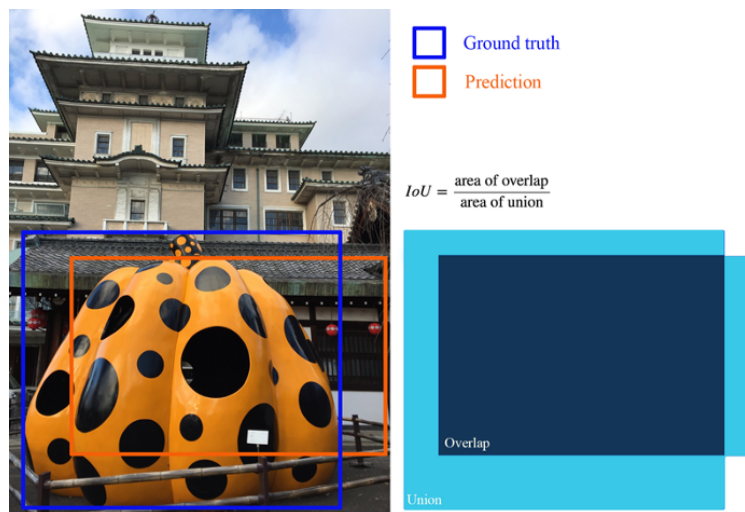 Ground truth
Prediction
IoU = area of overlap / area of union
Overlap
Union